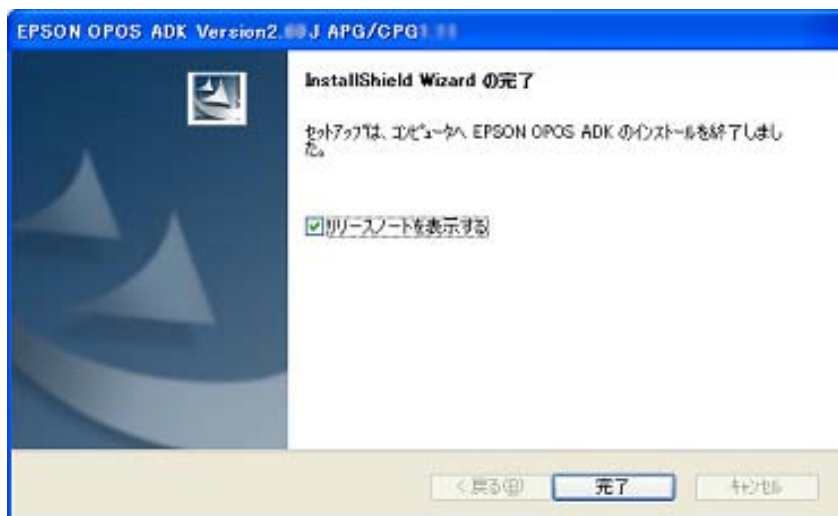 EPSON OPOS ADK Version2. J APG/CPG
InstallShield Wizard の完了
セットアップは、コンピュータへ EPSON OPOS ADK のインストールを終了しまし
た。
リリースノートを表示する
< 戻る(B)
完了
キャンセル